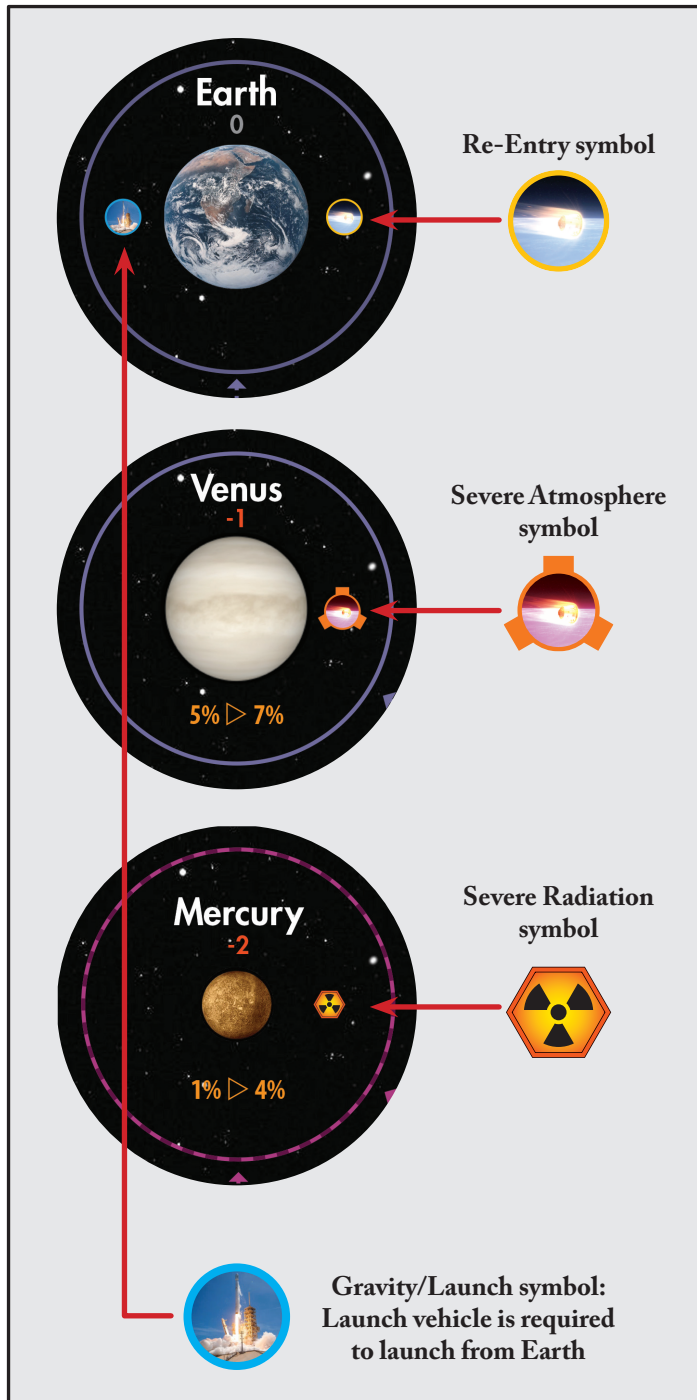 Earth
0
Re-Entry symbol
Venus
-1
5% ▷ 7%
Severe Atmosphere
symbol
Mercury
-2
1% ▷ 4%
Severe Radiation
symbol
Gravity/Launch symbol:
Launch vehicle is required
to launch from Earth